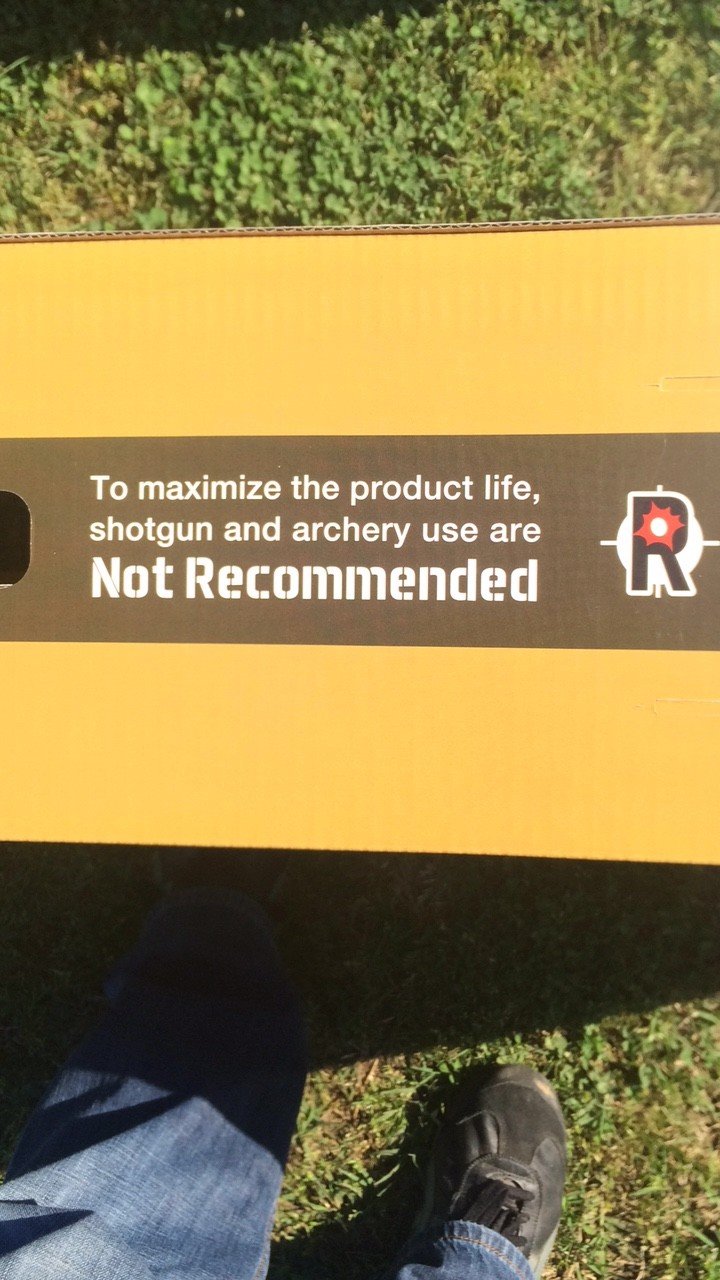 To maximize the product life,
shotgun and archery use are
Not Recommended
R